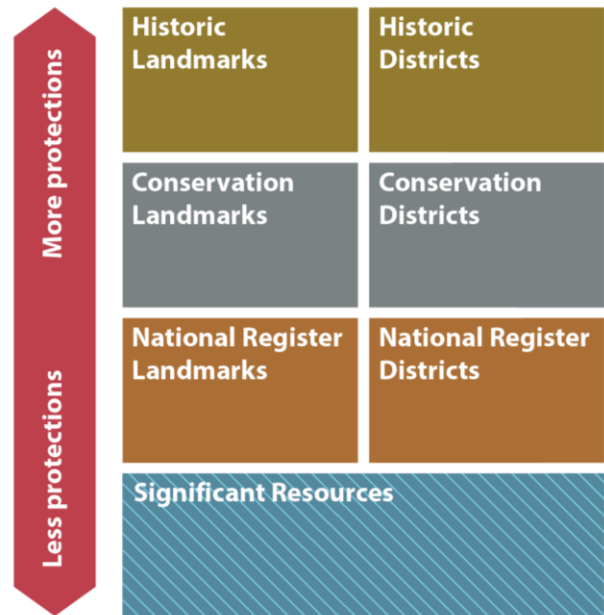 More protections
Less protections
Historic
Landmarks
Historic
Districts
Conservation
Landmarks
Conservation
Districts
National Register
Landmarks
National Register
Districts
Significant Resources